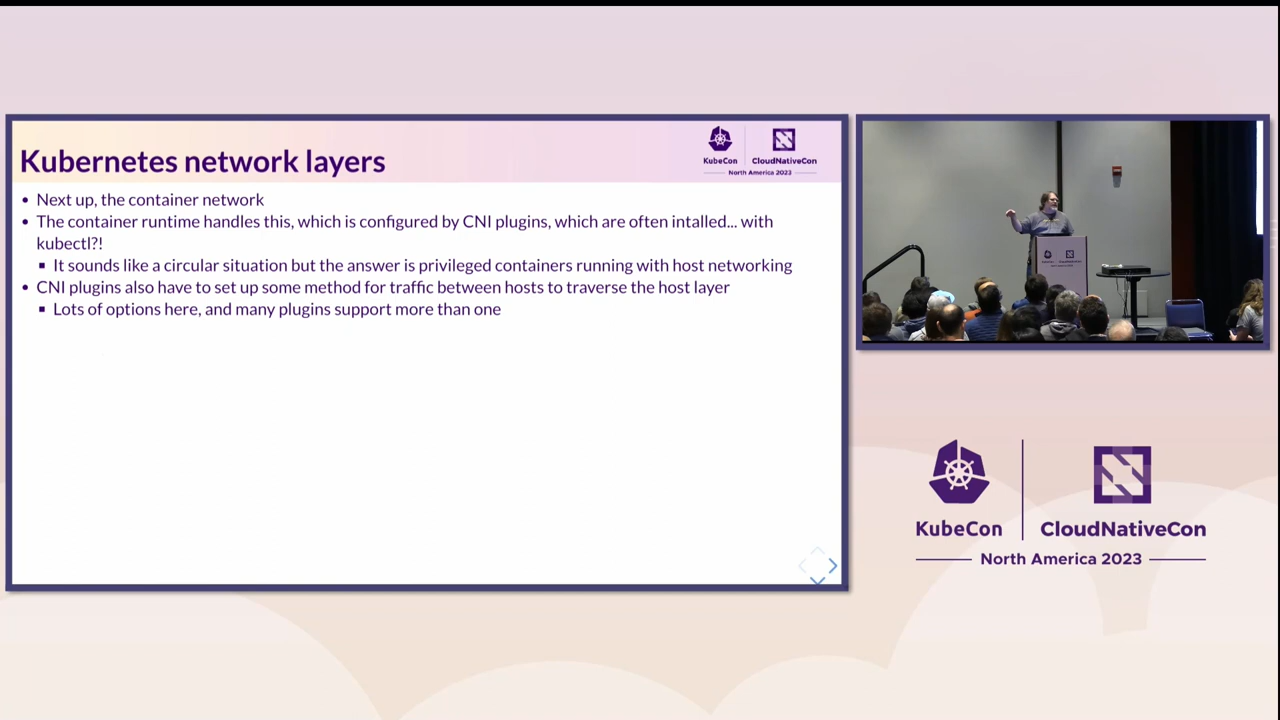 Kubernetes network layers
KubeCon
CloudNativeCon
North America 2023
• Next up, the container network
• The container runtime handles this, which is configured by CNI plugins, which are often intalled... with
kubectl?!
▪ It sounds like a circular situation but the answer is privileged containers running with host networking
• CNI plugins also have to set up some method for traffic between hosts to traverse the host layer
▪ Lots of options here, and many plugins support more than one
KubeCon
CloudNativeCon
North America 2023